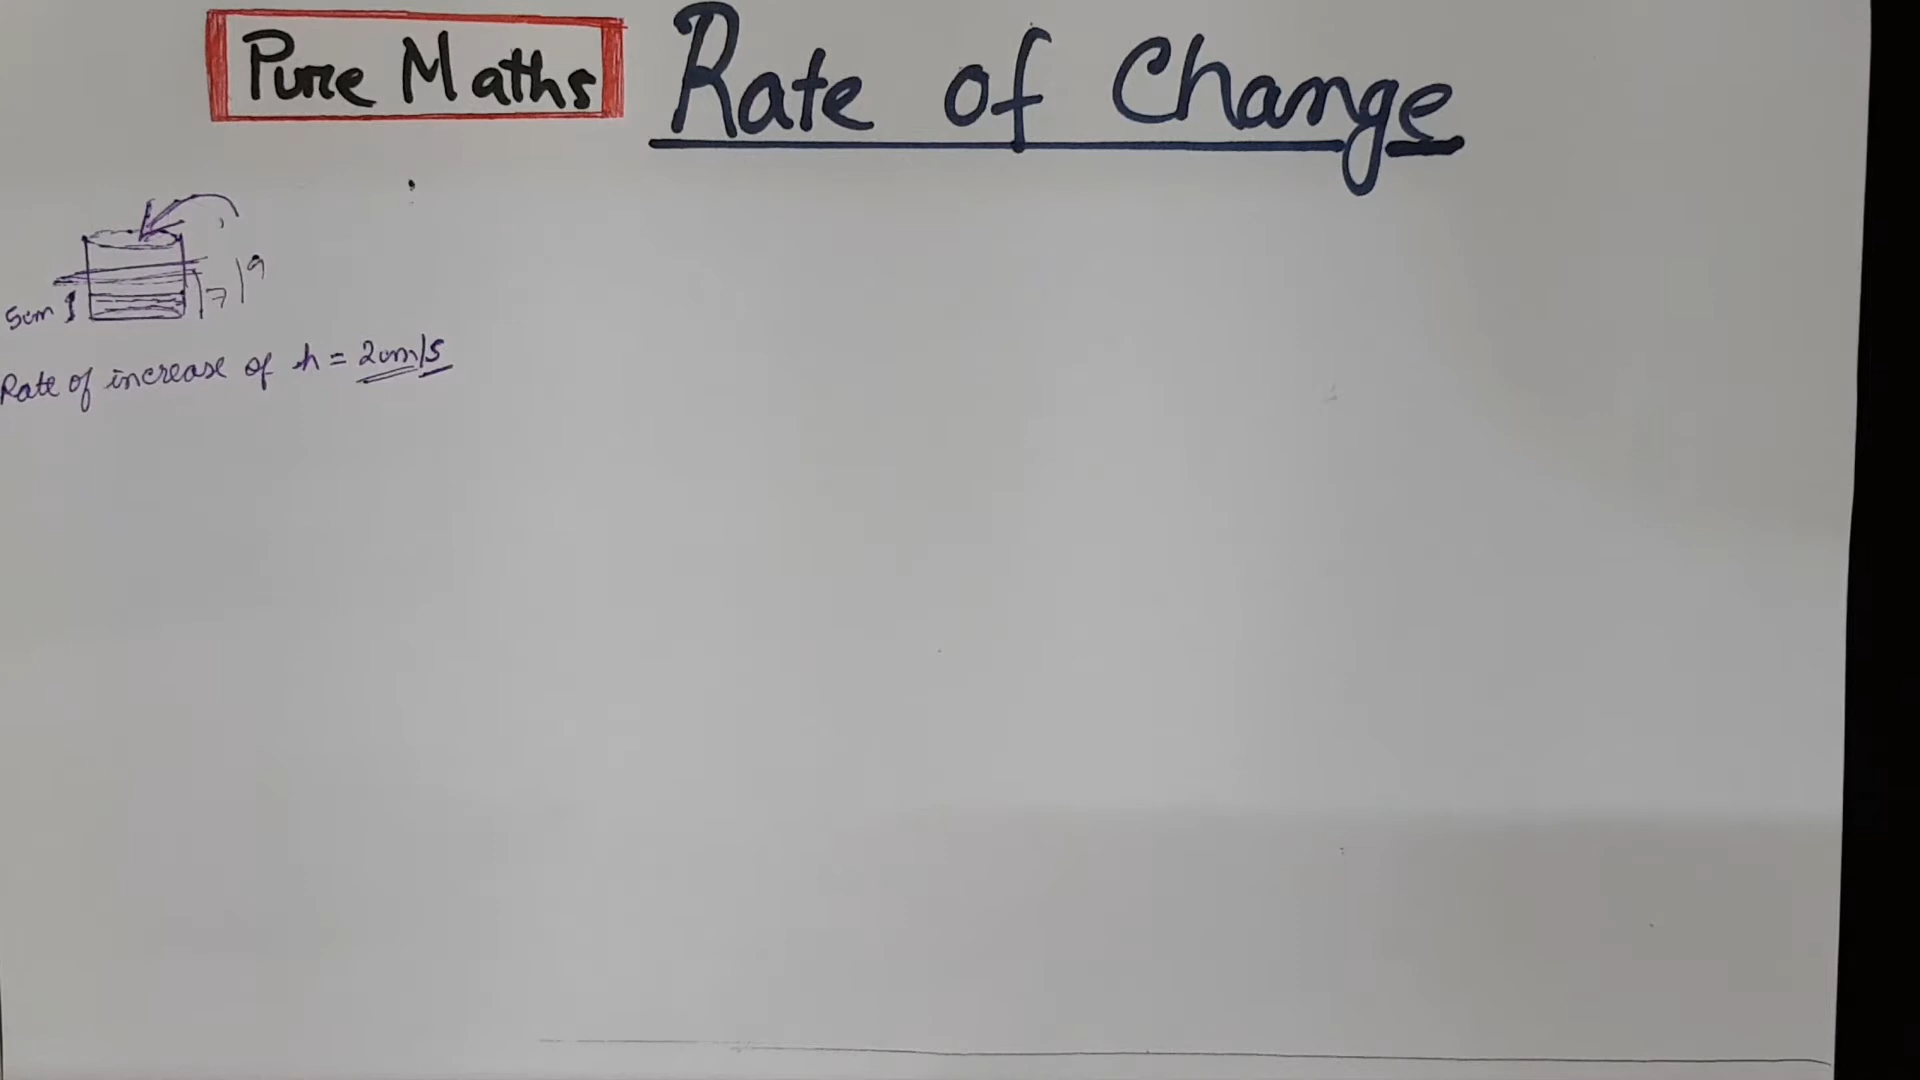 Pure Maths Rate of Change
5cm 7 9
Rate of increase of h = 2cm/s